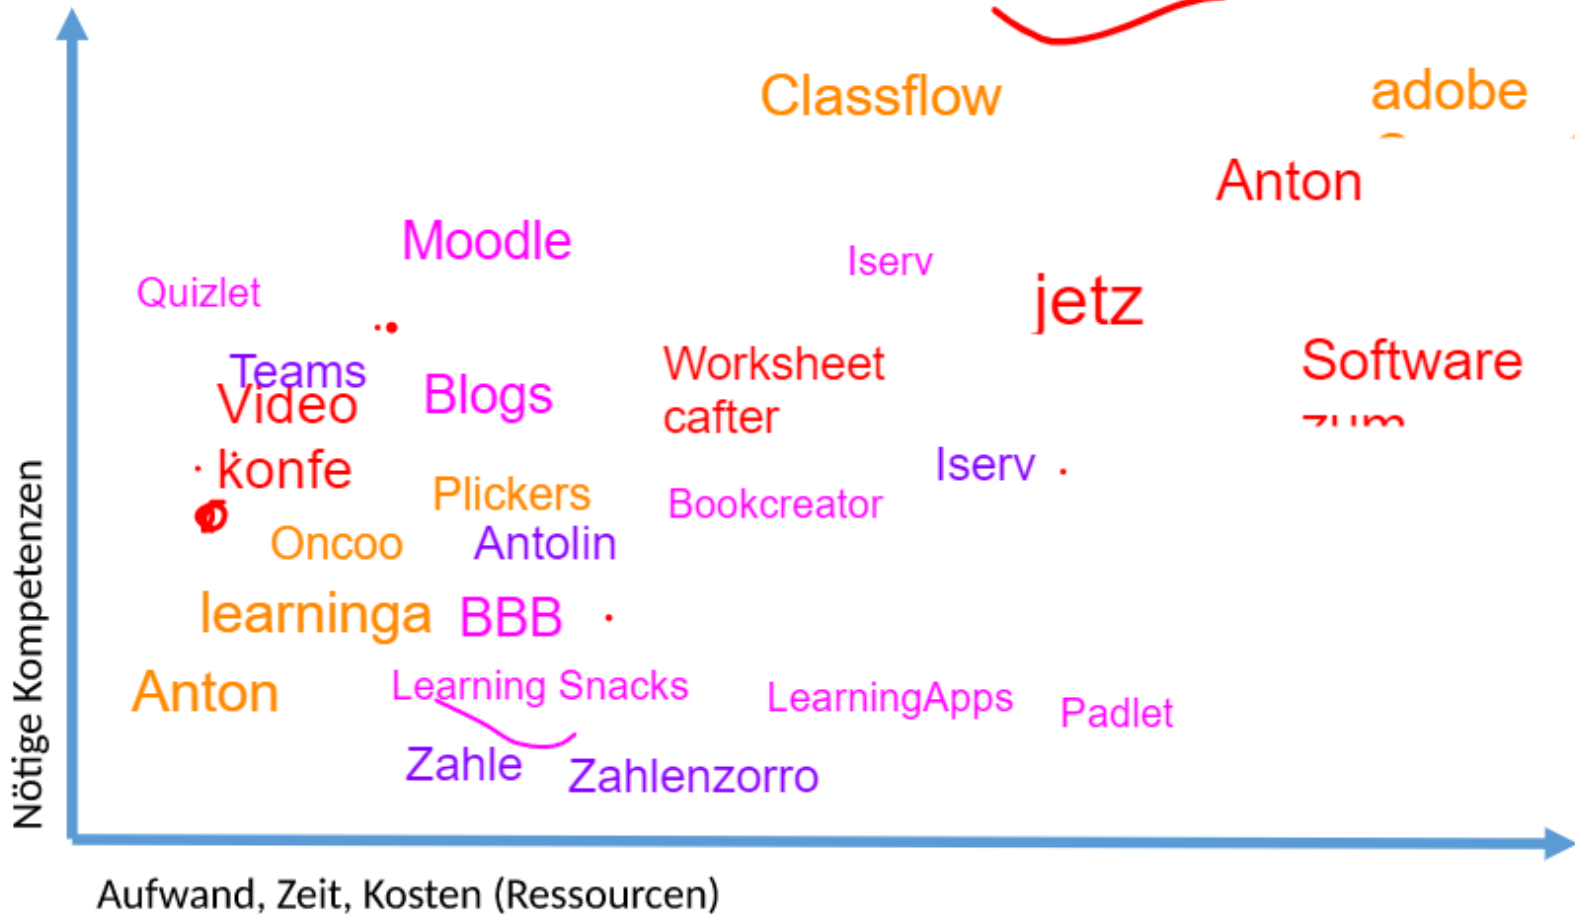 Classflow
adobe
Anton
Moodle
Iserv
Quizlet
jetz
Teams
Video
konfe
Blogs
Worksheet
cafter
Software
zum
Iserv
Plickers
Bookcreator
Oncoo
Antolin
learninga
BBB
Anton
Learning Snacks
LearningApps
Padlet
Zahle
Zahlenzorro
Nötige Kompetenzen
Aufwand, Zeit, Kosten (Ressourcen)